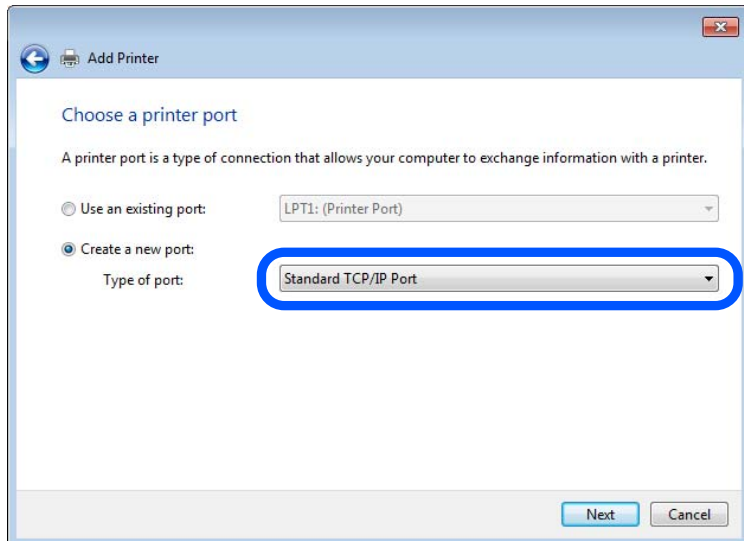 Add Printer
Choose a printer port
A printer port is a type of connection that allows your computer to exchange information with a printer.
Use an existing port: LPT1: (Printer Port)
Create a new port:
Type of port: Standard TCP/IP Port
Next Cancel